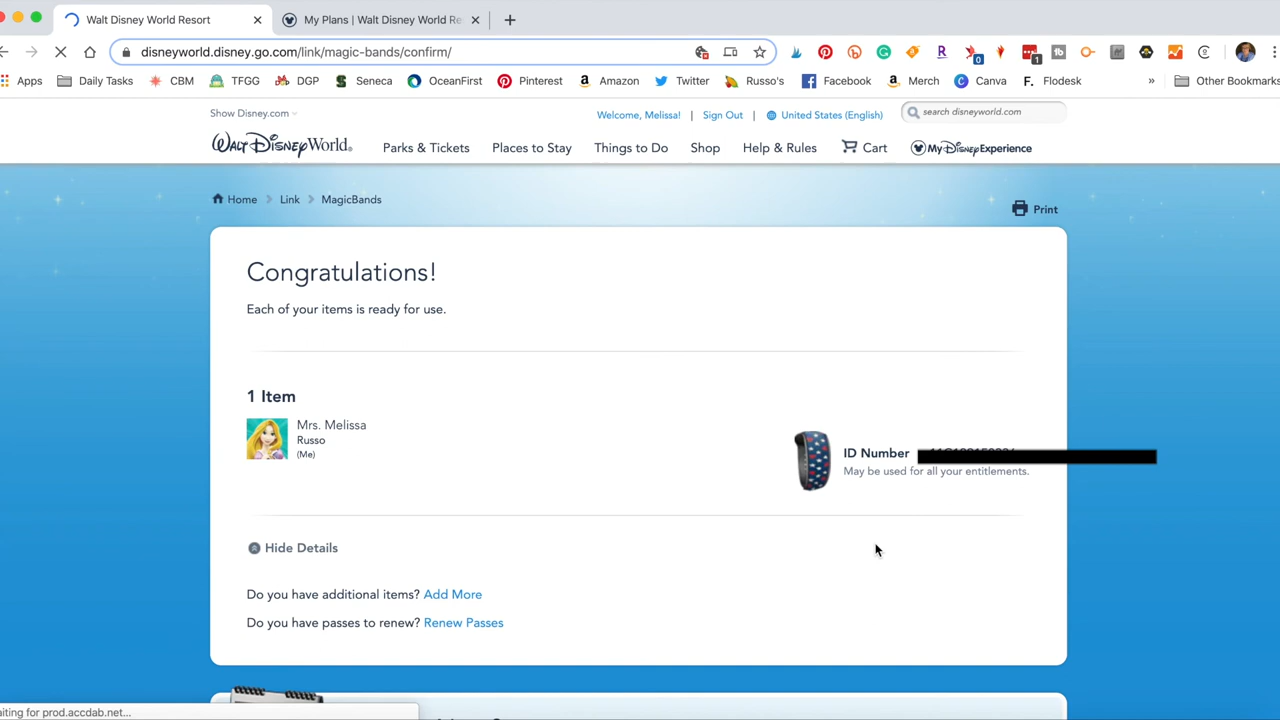 Walt Disney World Resort
My Plans | Walt Disney World Re
disneyworld.disney.go.com/link/magic-bands/confirm/
0
1
Apps Daily Tasks CBM TFGG DGP Seneca OceanFirst Pinterest Amazon Twitter Russo's Facebook Merch Canva Flodesk » Other Bookmarks
Show Disney.com
Welcome, Melissa! | Sign Out | United States (English)
search disneyworld.com
Walt Disney World.
Parks & Tickets Places to Stay Things to Do Shop Help & Rules Cart My Disney Experience
Home Link MagicBands
Print
Congratulations!
Each of your items is ready for use.
1 Item
Mrs. Melissa
Russo
(Me)
ID Number
May be used for all your entitlements.
Hide Details
Do you have additional items? Add More
Do you have passes to renew? Renew Passes
aiting for prod.accdab.net...